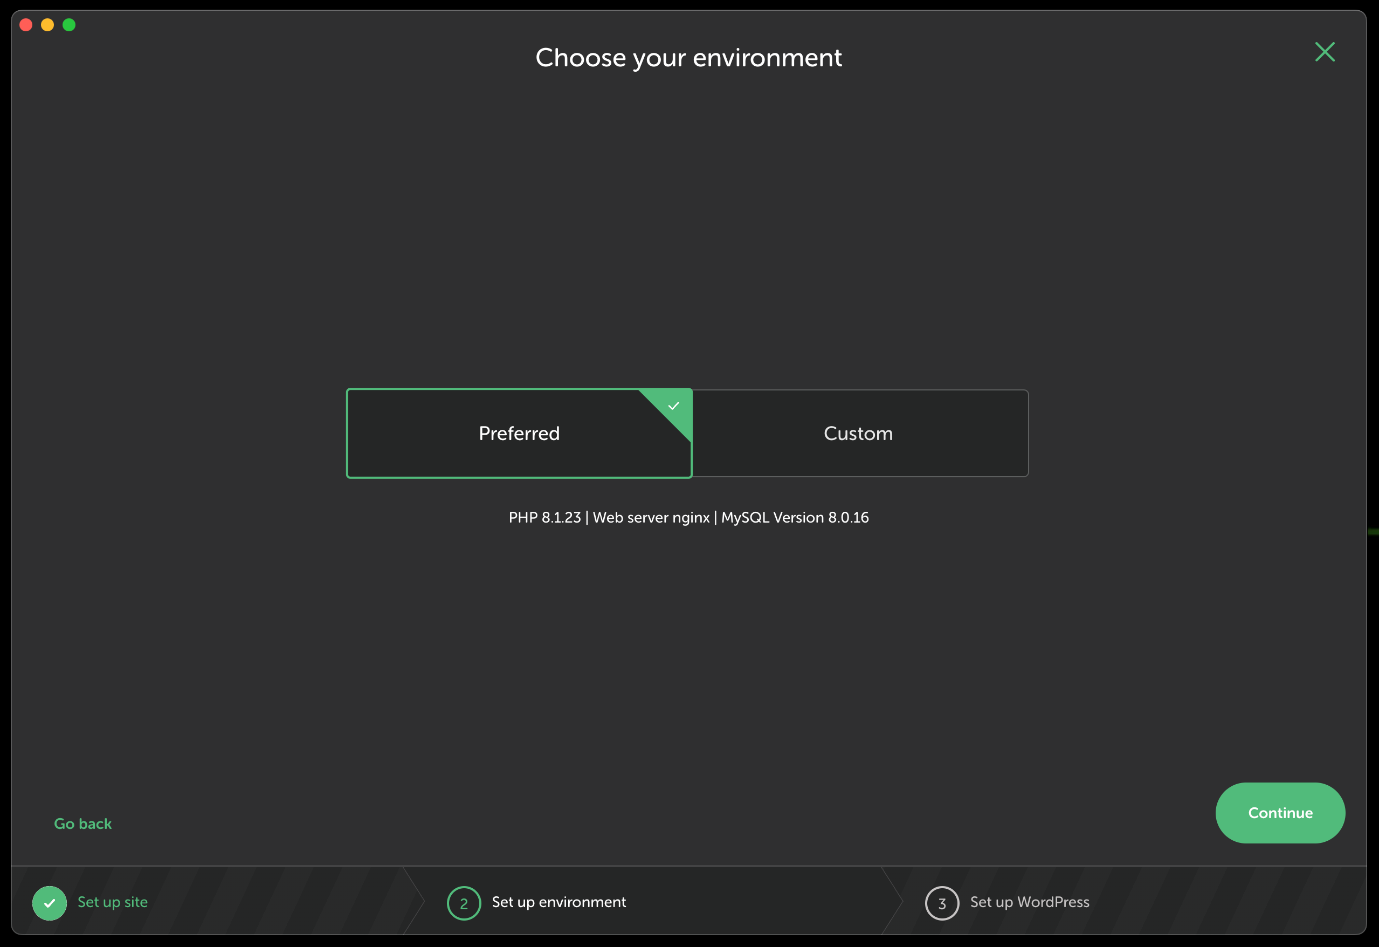 Choose your environment
Preferred
Custom
PHP 8.1.23 | Web server nginx | MySQL Version 8.0.16
Go back
Continue
Set up site
2 Set up environment
3 Set up WordPress